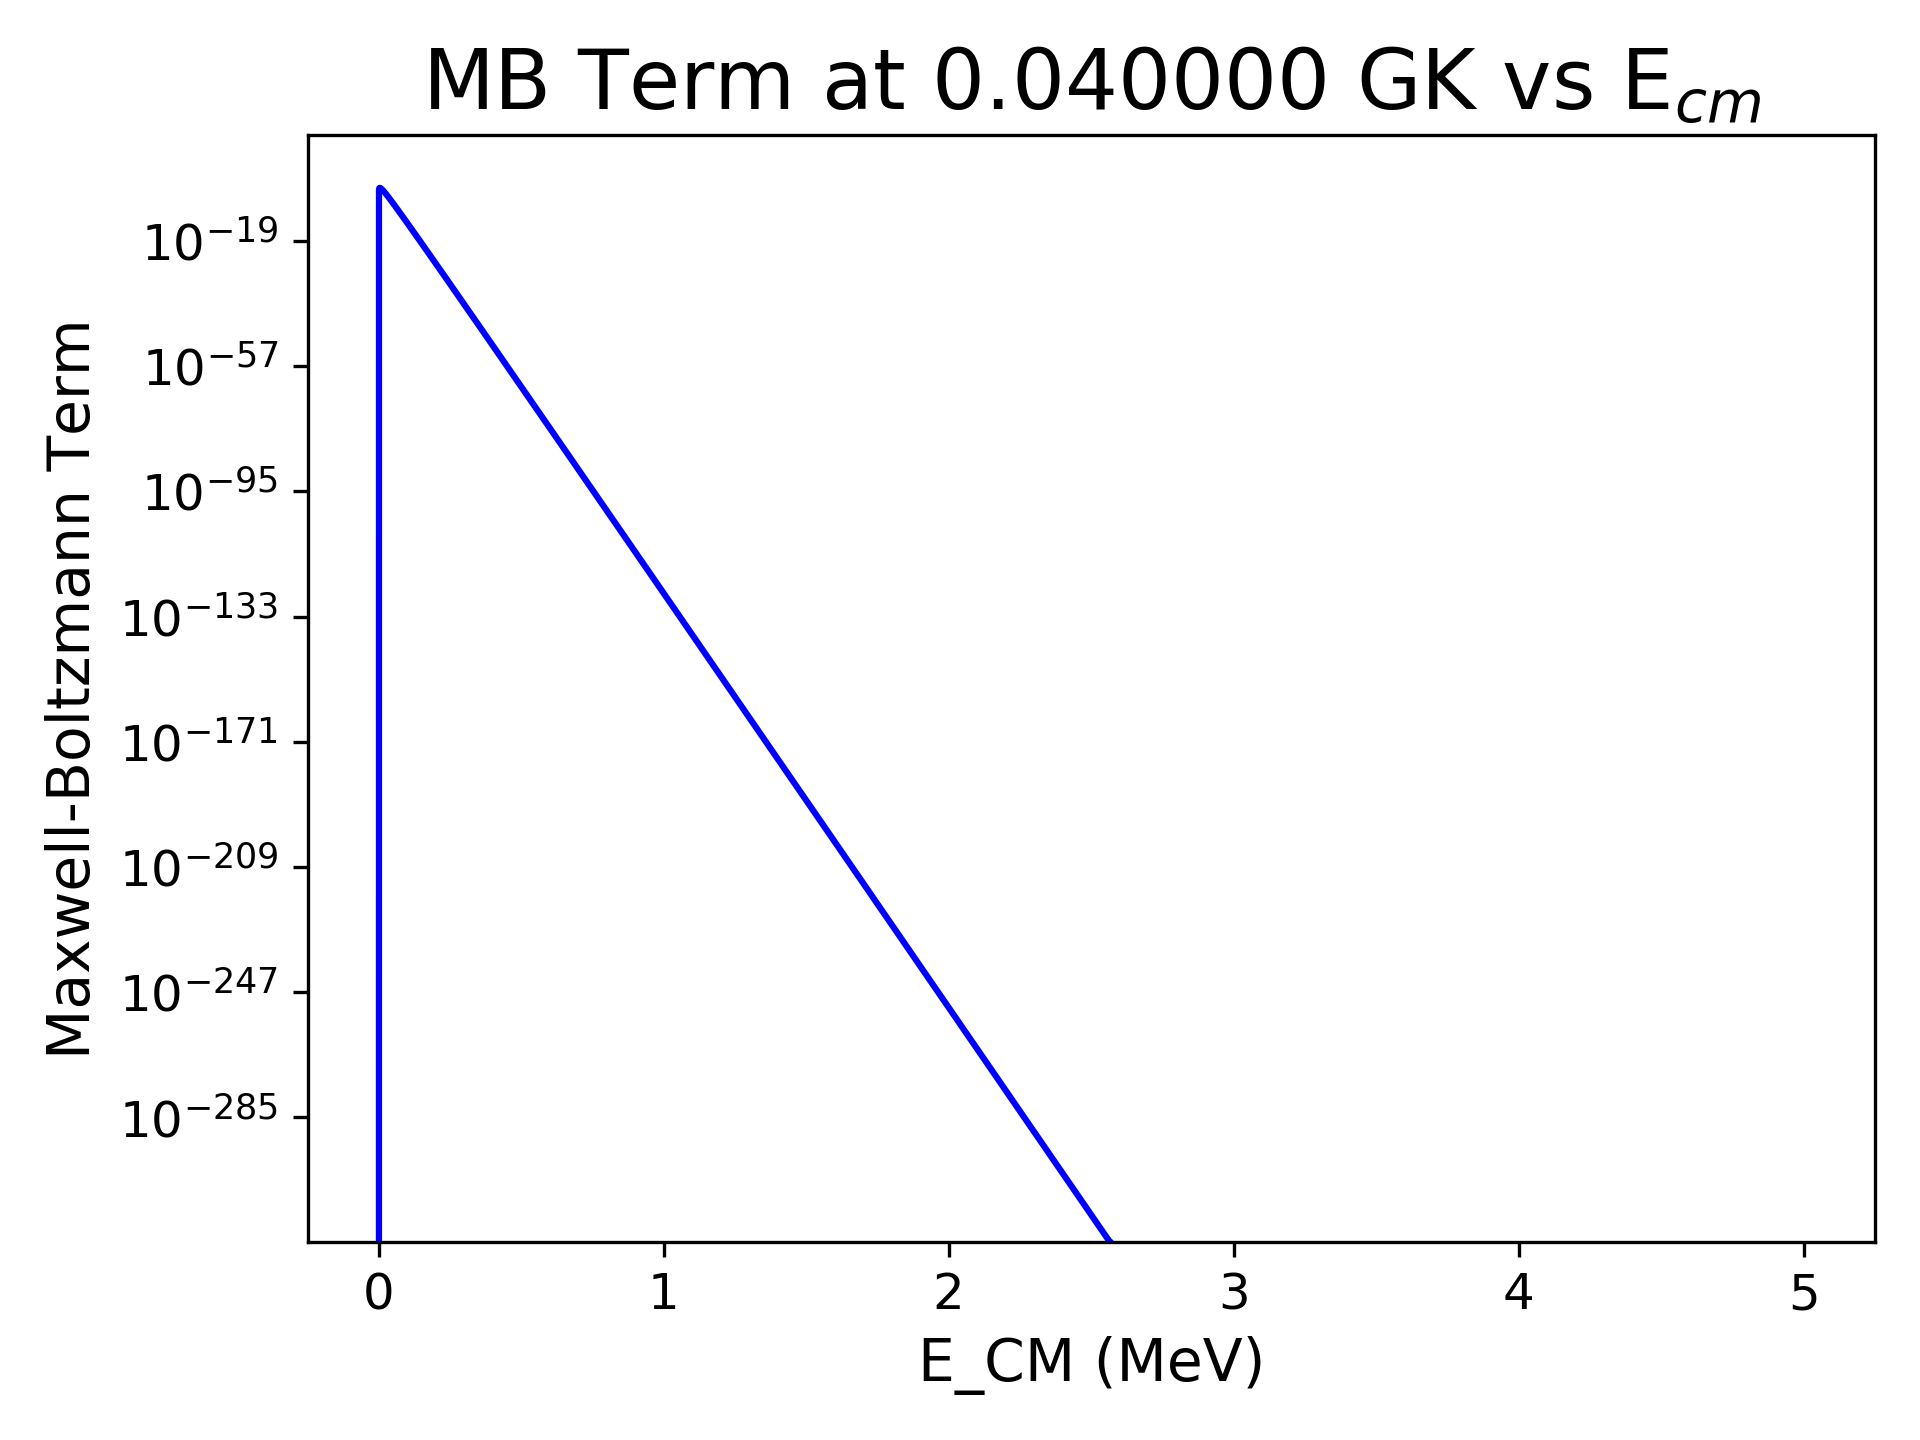 MB Term at 0.040000 GK vs E_{cm}
Maxwell-Boltzmann Term
10^{-19}
10^{-57}
10^{-95}
10^{-133}
10^{-171}
10^{-209}
10^{-247}
10^{-285}
0 1 2 3 4 5
E_CM (MeV)